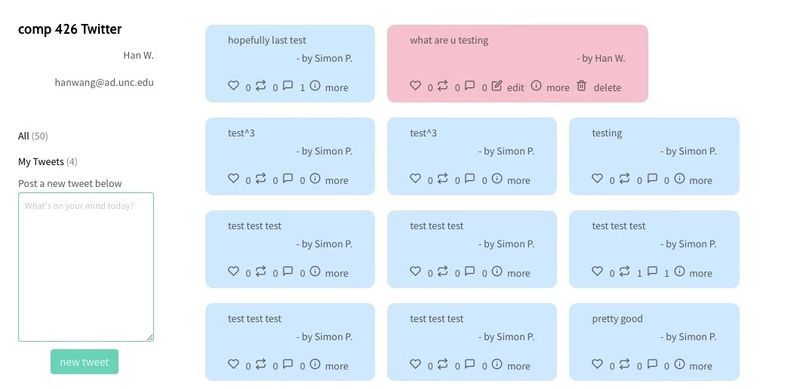 comp 426 Twitter
Han W.
hanwang@ad.unc.edu
All (50)
My Tweets (4)
Post a new tweet below
What's on your mind today?
new tweet
hopefully last test
- by Simon P.
0 0 1 more
what are u testing
- by Han W.
0 0 0 edit more delete
test^3
- by Simon P.
0 0 0 more
test^3
- by Simon P.
0 0 0 more
testing
- by Simon P.
0 0 0 more
test test test
- by Simon P.
0 0 0 more
test test test
- by Simon P.
0 0 0 more
test test test
- by Simon P.
0 1 1 more
test test test
- by Simon P.
0 0 0 more
test test test
- by Simon P.
0 0 0 more
pretty good
- by Simon P.
0 0 0 more